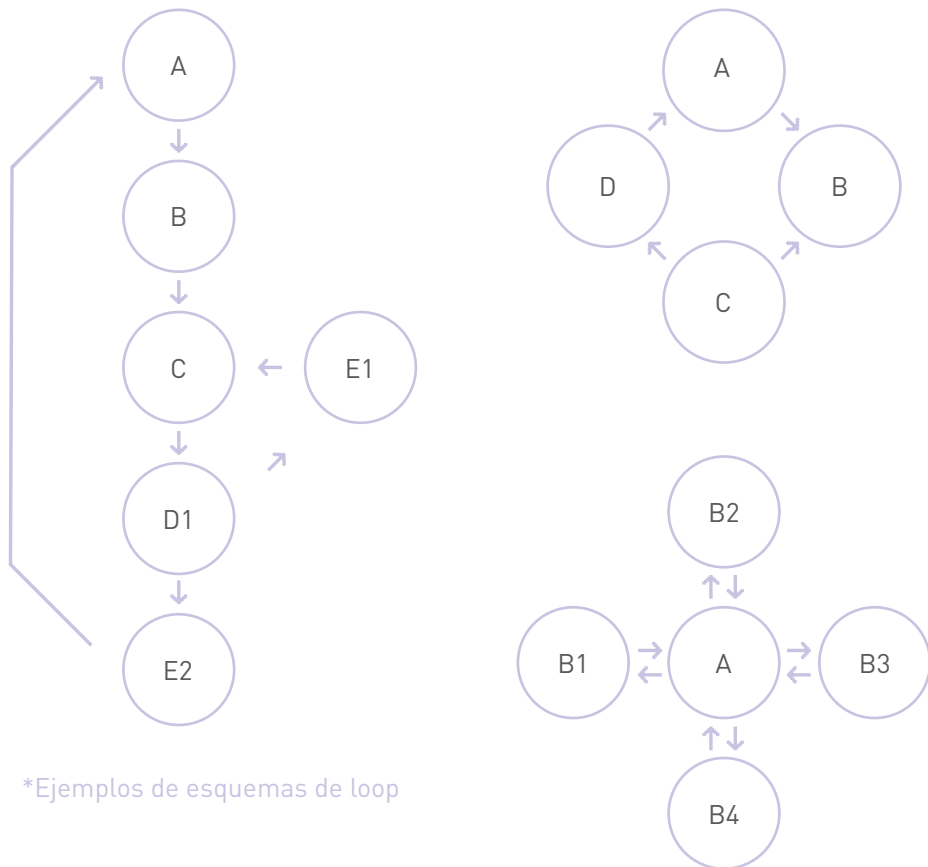 A
B
C
E1
D1
E2
*Ejemplos de esquemas de loop
A
D
B
C
B2
B1
A
B3
B4